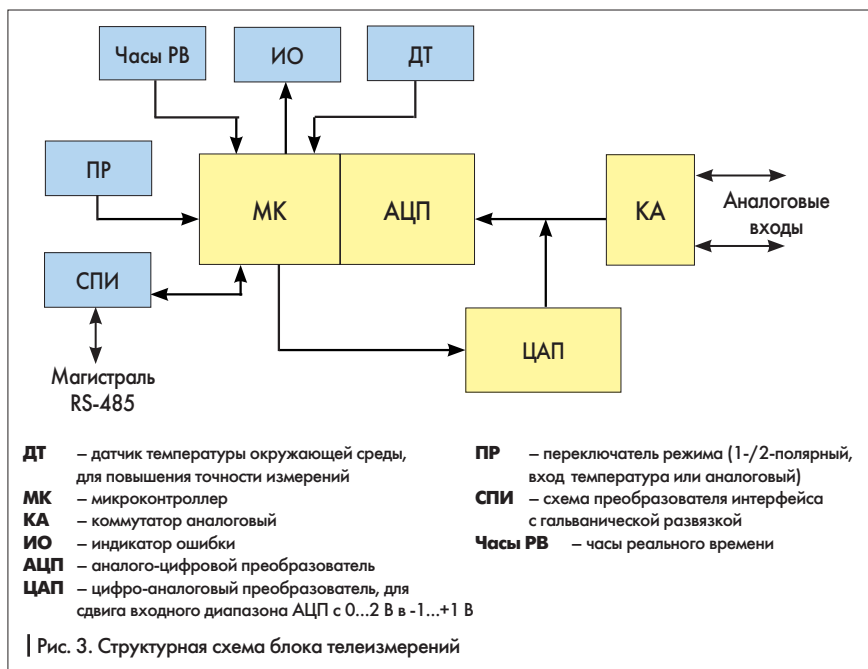 Часы РВ
ИО
ДТ
ПР
МК
АЦП
КА
Аналоговые
входы
СПИ
ЦАП
Магистраль
RS-485
ДТ – датчик температуры окружающей среды,
для повышения точности измерений
МК – микроконтроллер
КА – коммутатор аналоговый
ИО – индикатор ошибки
АЦП – аналого-цифровой преобразователь
ЦАП – цифро-аналоговый преобразователь, для
сдвига входного диапазона АЦП с 0...2 В в -1...+1 В
ПР – переключатель режима (1-/2-полярный,
вход температура или аналоговый)
СПИ – схема преобразователя интерфейса
с гальванической развязкой
Часы РВ – часы реального времени
Рис. 3. Структурная схема блока телеизмерений